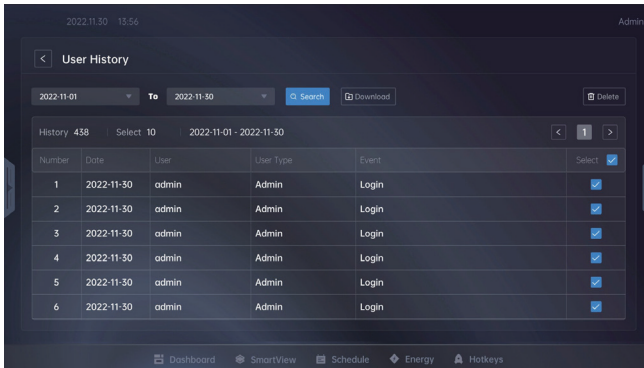 2022.11.30 13:56 Admin
< User History
2022-11-01 To 2022-11-30 Search Download Delete
History 438 Select 10 2022-11-01 - 2022-11-30 < 1 >
Number Date User User Type Event Select
1 2022-11-30 admin Admin Login
2 2022-11-30 admin Admin Login
3 2022-11-30 admin Admin Login
4 2022-11-30 admin Admin Login
5 2022-11-30 admin Admin Login
6 2022-11-30 admin Admin Login
Dashboard SmartView Schedule Energy Hotkeys